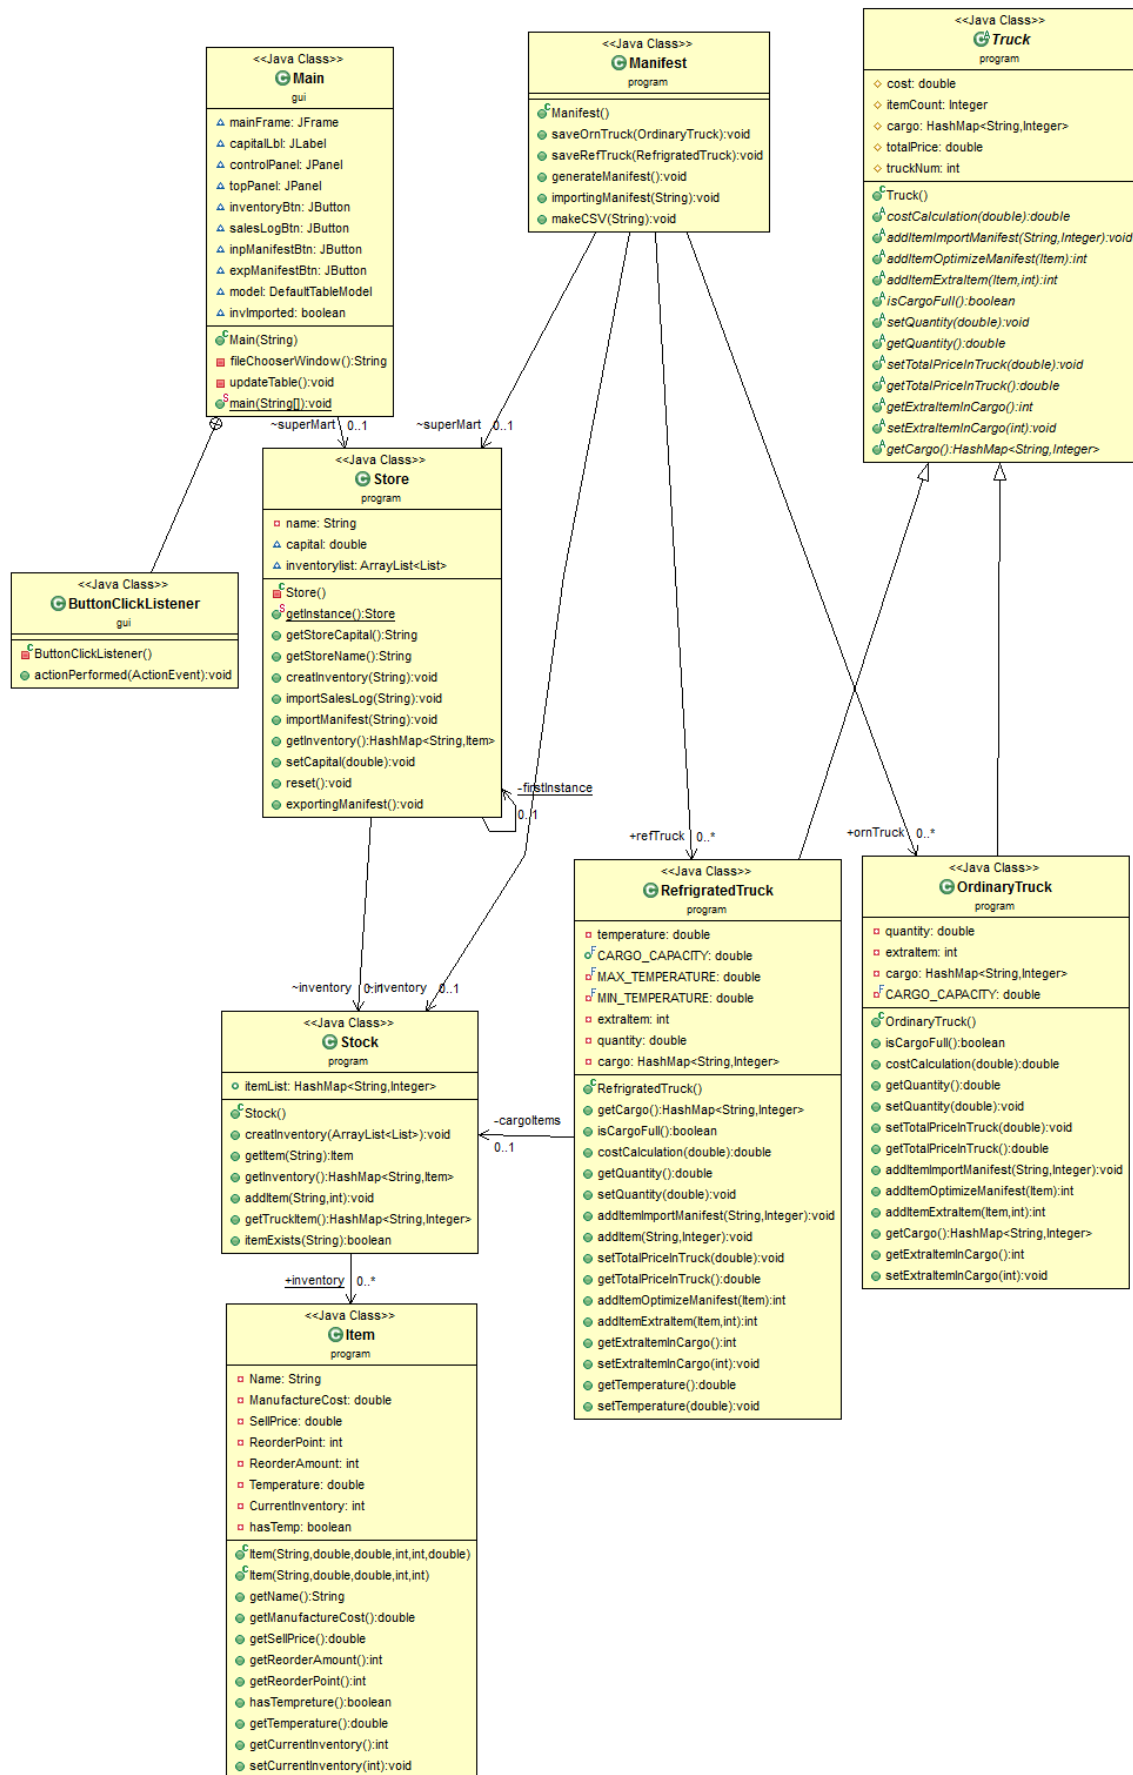 <<Java Class>>
Main
gui
mainFrame: JFrame
capitalLbl: JLabel
controlPanel: JPanel
topPanel: JPanel
inventoryBtn: JButton
salesLogBtn: JButton
inpManifestBtn: JButton
expManifestBtn: JButton
model: DefaultTableModel
invImported: boolean
Main(String)
fileChooserWindow():String
updateTable():void
main(String[]):void
<<Java Class>>
Manifest
program
Manifest()
saveOrnTruck(OrdinaryTruck):void
saveRefTruck(RefrigratedTruck):void
generateManifest():void
importingManifest(String):void
makeCSV(String):void
<<Java Class>>
Truck
program
cost: double
itemCount: Integer
cargo: HashMap<String,Integer>
totalPrice: double
truckNum: int
Truck()
costCalculation(double):double
addItemImportManifest(String,Integer):void
addItemOptimizeManifest(Item):int
addItemExtraItem(Item,int):int
isCargoFull():boolean
setQuantity(double):void
getQuantity():double
setTotalPriceInTruck(double):void
getTotalPriceInTruck():double
getExtraItemInCargo():int
setExtraItemInCargo(int):void
getCargo():HashMap<String,Integer>
~superMart 0..1
~superMart 0..1
<<Java Class>>
Store
program
name: String
capital: double
inventorylist: ArrayList<List>
Store()
getInstance():Store
getStoreCapital():String
getStoreName():String
creatInventory(String):void
importSalesLog(String):void
importManifest(String):void
getInventory():HashMap<String,Item>
setCapital(double):void
reset():void
exportingManifest():void
-firstInstance
0..1
<<Java Class>>
ButtonClickListener
gui
ButtonClickListener()
actionPerformed(ActionEvent):void
+refTruck 0..*
+ornTruck 0..*
<<Java Class>>
RefrigratedTruck
program
temperature: double
CARGO_CAPACITY: double
MAX_TEMPERATURE: double
MIN_TEMPERATURE: double
extraItem: int
quantity: double
cargo: HashMap<String,Integer>
RefrigratedTruck()
getCargo():HashMap<String,Integer>
isCargoFull():boolean
costCalculation(double):double
getQuantity():double
setQuantity(double):void
addItemImportManifest(String,Integer):void
addItem(String,Integer):void
setTotalPriceInTruck(double):void
getTotalPriceInTruck():double
addItemOptimizeManifest(Item):int
addItemExtraItem(Item,int):int
getExtraItemInCargo():int
setExtraItemInCargo(int):void
getTemperature():double
setTemperature(double):void
<<Java Class>>
OrdinaryTruck
program
quantity: double
extraItem: int
cargo: HashMap<String,Integer>
CARGO_CAPACITY: double
OrdinaryTruck()
isCargoFull():boolean
costCalculation(double):double
getQuantity():double
setQuantity(double):void
setTotalPriceInTruck(double):void
getTotalPriceInTruck():double
addItemImportManifest(String,Integer):void
addItemOptimizeManifest(Item):int
addItemExtraItem(Item,int):int
getCargo():HashMap<String,Integer>
getExtraItemInCargo():int
setExtraItemInCargo(int):void
~inventory 0..1
~inventory 0..1
<<Java Class>>
Stock
program
itemList: HashMap<String,Integer>
Stock()
creatInventory(ArrayList<List>):void
getItem(String):Item
getInventory():HashMap<String,Item>
addItem(String,int):void
getTruckItem():HashMap<String,Integer>
itemExists(String):boolean
-cargoItems
0..1
+inventory 0..*
<<Java Class>>
Item
program
Name: String
ManufactureCost: double
SellPrice: double
ReorderPoint: int
ReorderAmount: int
Temperature: double
CurrentInventory: int
hasTemp: boolean
Item(String,double,double,int,int,double)
Item(String,double,double,int,int)
getName():String
getManufactureCost():double
getSellPrice():double
getReorderAmount():int
getReorderPoint():int
hasTempreture():boolean
getTemperature():double
getCurrentInventory():int
setCurrentInventory(int):void